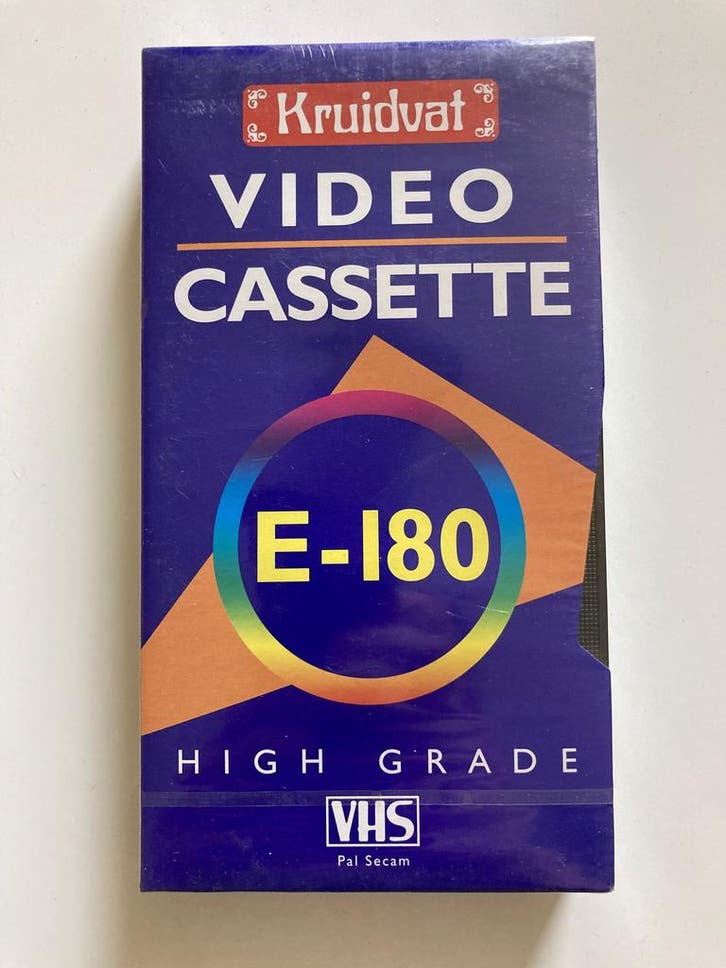 Kruidvat
VIDEO
CASSETTE
E-180
HIGH GRADE
VHS
Pal Secam